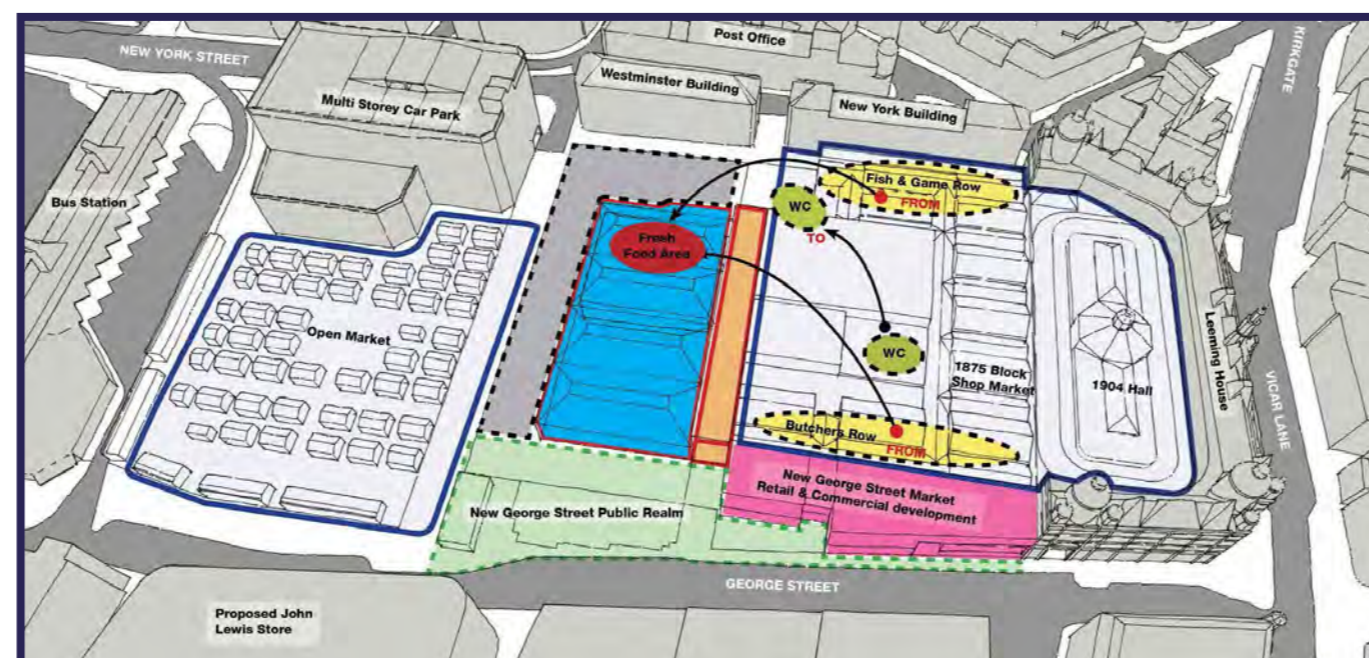 NEW YORK STREET
Post Office
KIRKGATE
Westminster Building
Multi Storey Car Park
New York Building
Bus Station
Fish & Game Row
FROM
WC
TO
Fresh
Food Area
Open Market
WC
1875 Block
Shop Market
1904 Hall
Leeming House
VICAR LANE
Butchers Row
FROM
New George Street Market
Retail & Commercial development
New George Street Public Realm
GEORGE STREET
Proposed John
Lewis Store